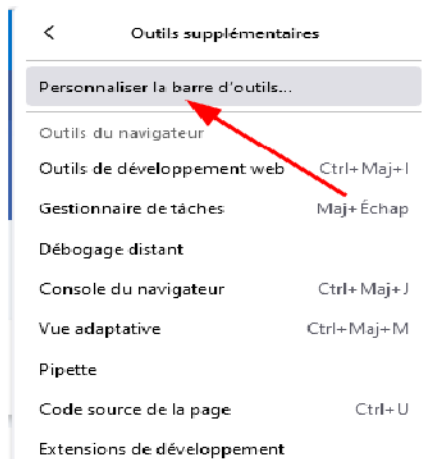 Outils supplémentaires
Personnaliser la barre d'outils...
Outils du navigateur
Outils de développement web Ctrl+Maj+I
Gestionnaire de tâches Maj+Échap
Débogage distant
Console du navigateur Ctrl+Maj+J
Vue adaptative Ctrl+Maj+M
Pipette
Code source de la page Ctrl+U
Extensions de développement